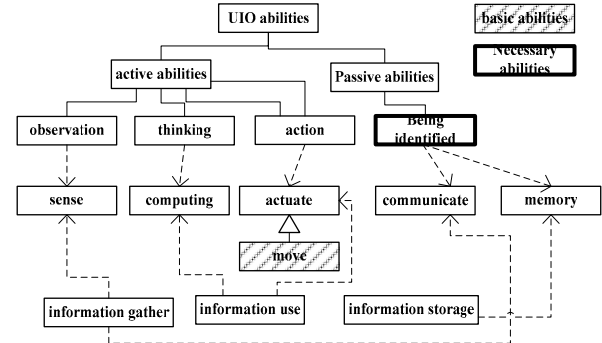 UIO abilities
basic abilities
Necessary
abilities
active abilities
Passive abilities
observation
thinking
action
Being
identified
sense
computing
actuate
communicate
memory
move
information gather
information use
information storage